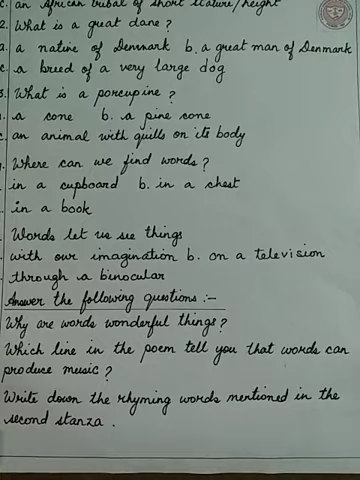 c. an African tribal of short stature/height
2. What is a great dane?
a. a native of Denmark b. a great man of Denmark
c. a breed of a very large dog
3. What is a porcupine?
a cone b. a pine cone
c. an animal with quills on its body
Where can we find words?
in a cupboard b. in a chest
in a book
Words let us see things
with our imagination b. on a television
through a binocular
Answer the following questions :-
Why are words wonderful things?
Which line in the poem tell you that words can
produce music?
Write down the rhyming words mentioned in the
second stanza.